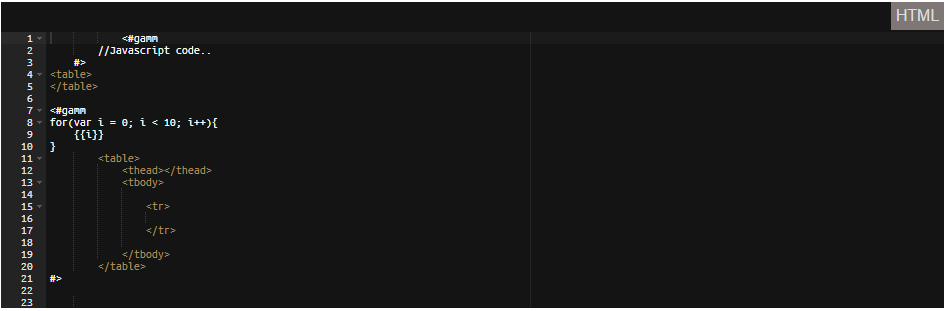 HTML
1 <#gamm
2 //Javascript code..
3 #>
4 <table>
5 </table>
6
7 <#gamm
8 for(var i = 0; i < 10; i++){
9 {{i}}
10 }
11 <table>
12 <thead></thead>
13 <tbody>
14
15 <tr>
16
17 </tr>
18
19 </tbody>
20 </table>
21 #>
22
23